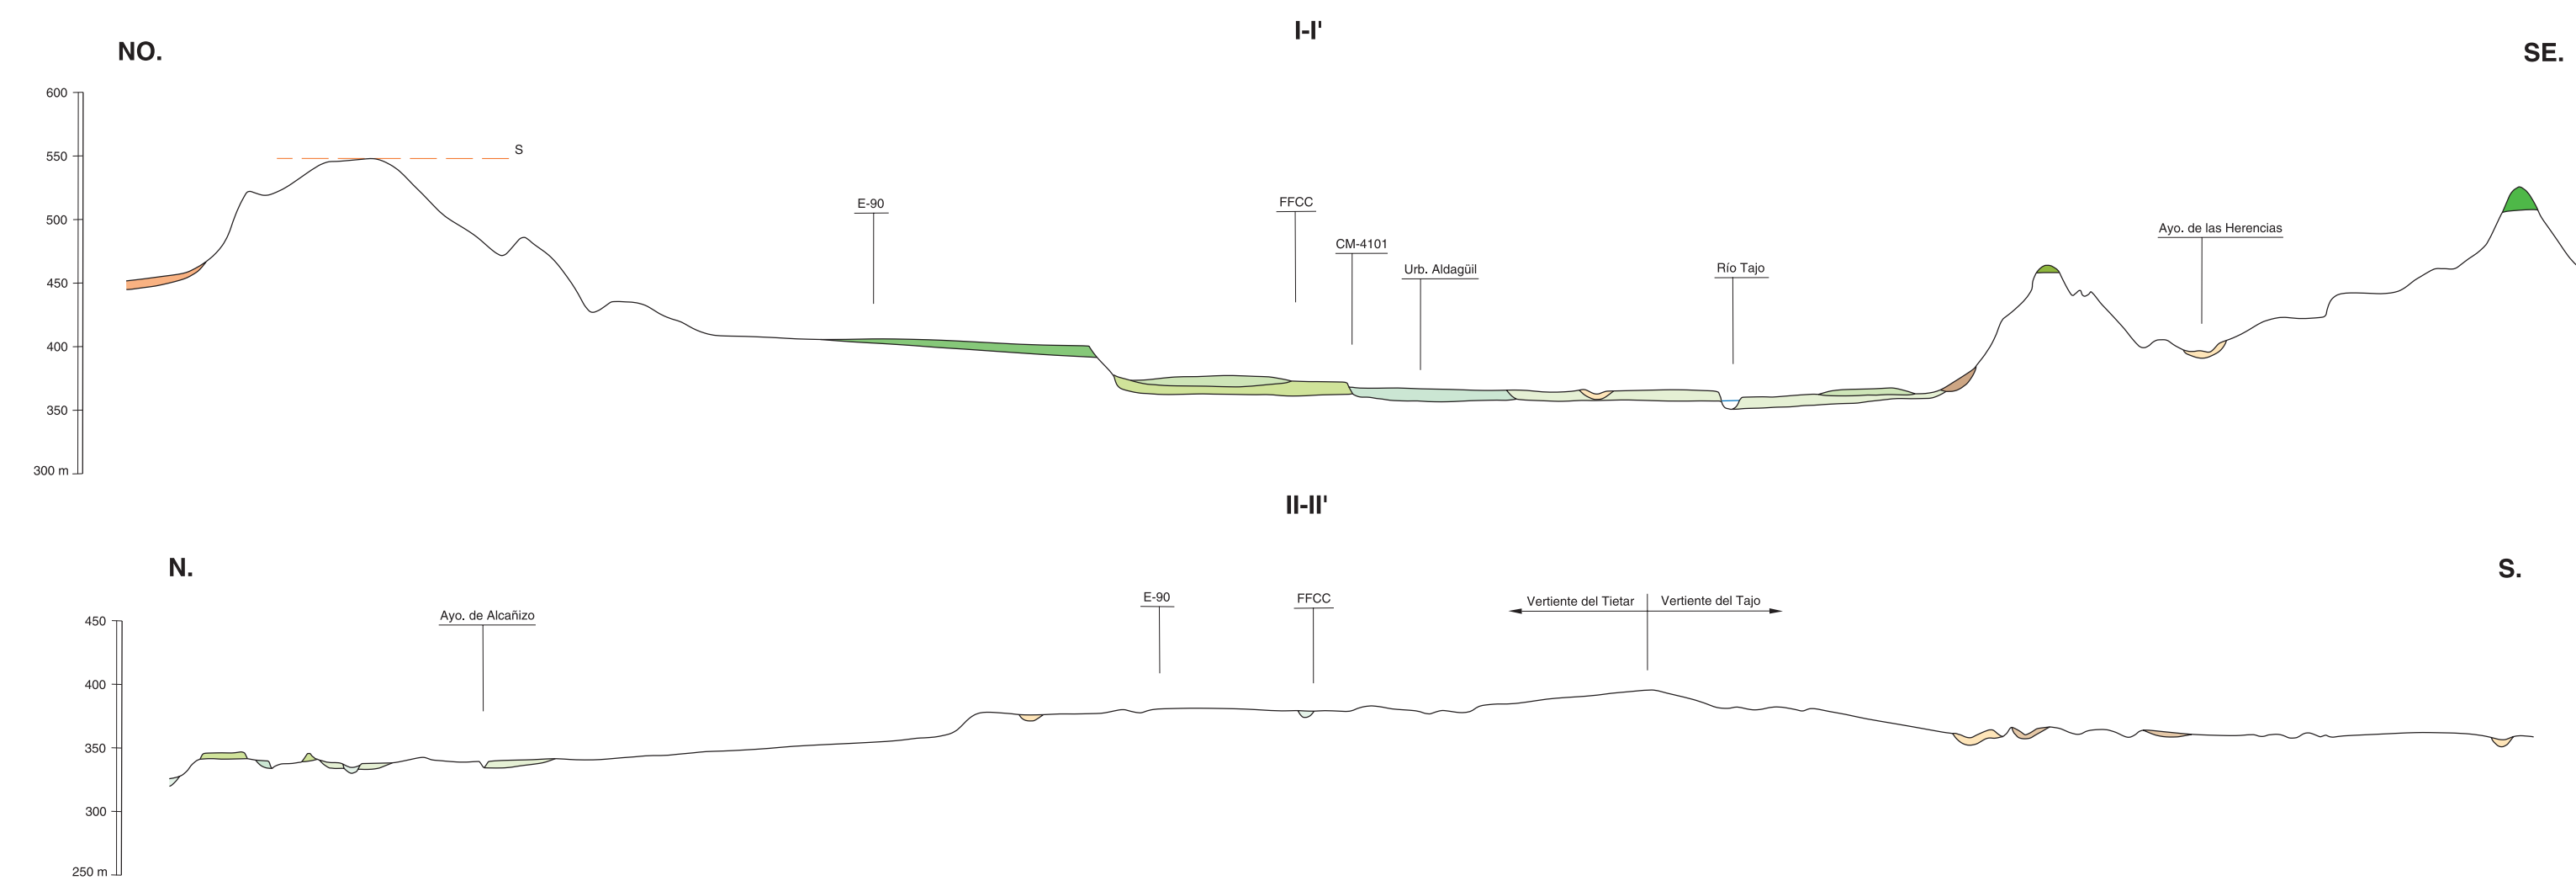 I-I'
NO.
SE.
600
550
500
450
400
350
300 m
S
E-90
FFCC
CM-4101
Urb. Aldagüil
Río Tajo
Ayo. de las Herencias
II-II'
N.
S.
450
400
350
300
250 m
Ayo. de Alcañizo
E-90
FFCC
Vertiente del Tietar
Vertiente del Tajo